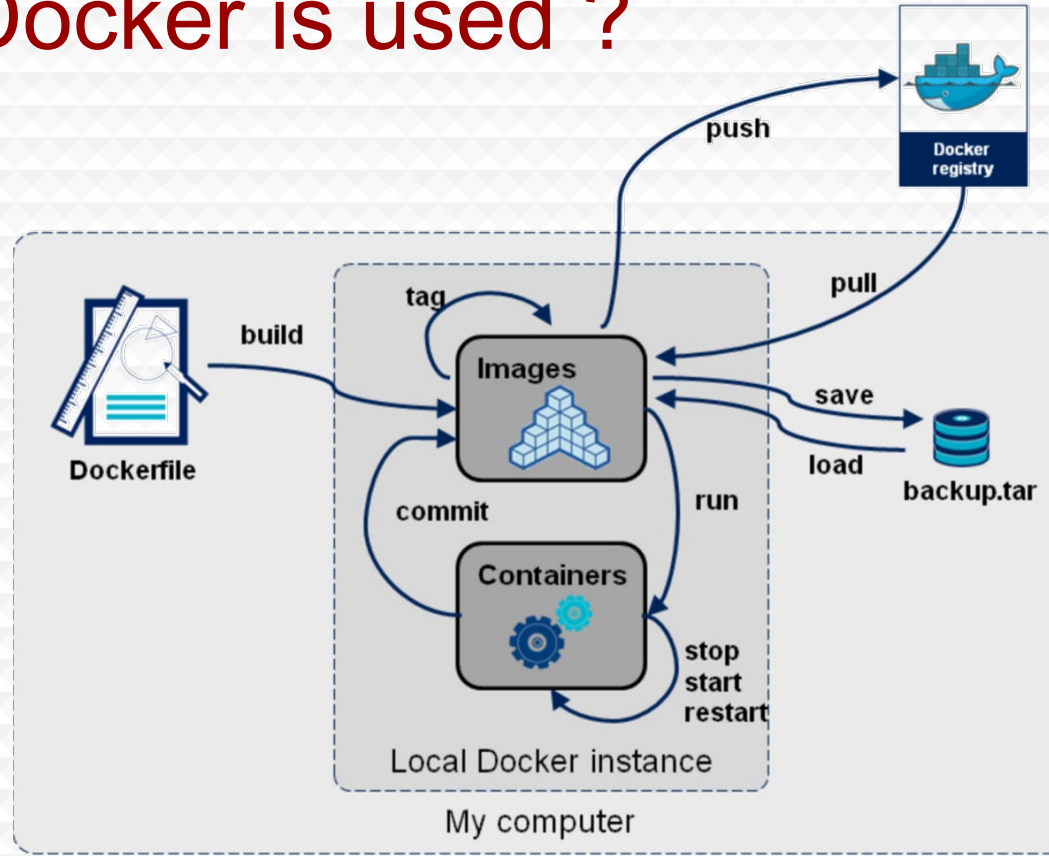 Docker is used ?
push
Docker
registry
pull
tag
build
Images
save
load
Dockerfile
backup.tar
commit
run
Containers
stop
start
restart
Local Docker instance
My computer